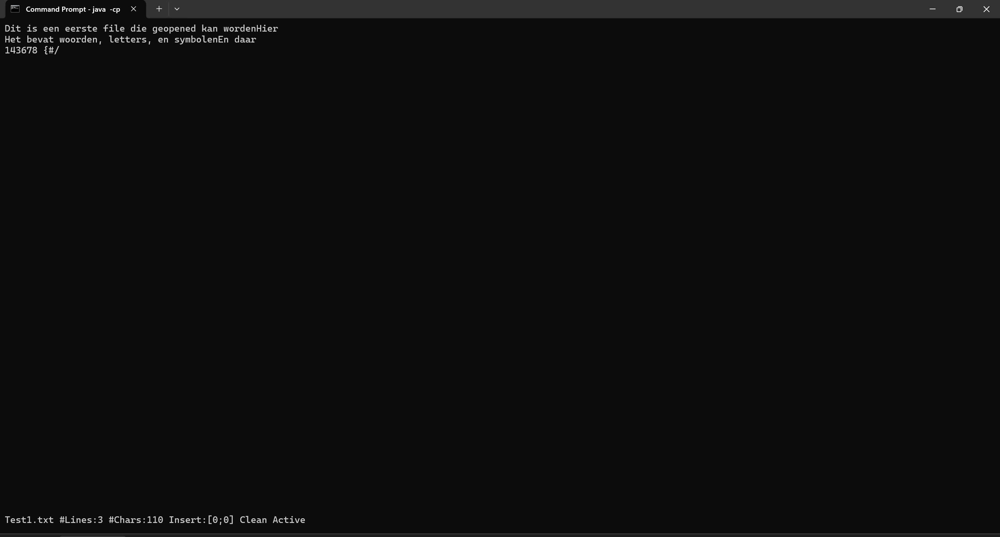 Command Prompt - java  -cp
Dit is een eerste file die geopened kan wordenHier
Het bevat woorden, letters, en symbolenEn daar
143678 {#/
Test1.txt #Lines:3 #Chars:110 Insert:[0;0] Clean Active